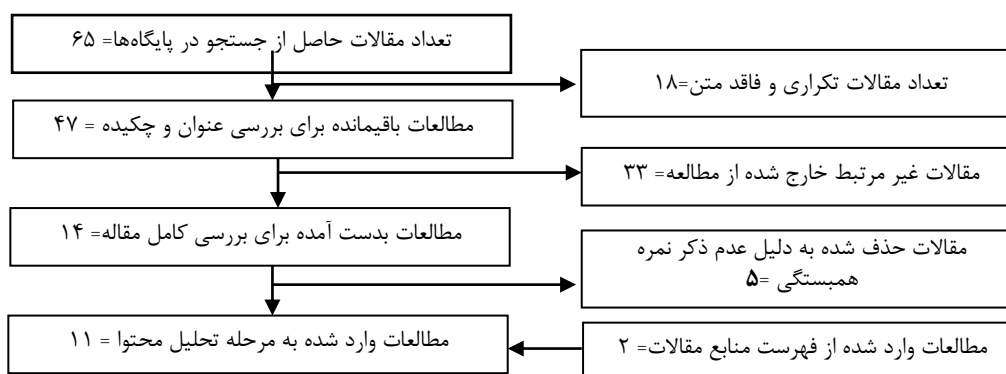 تعداد مقالات حاصل از جستجو در پایگاه‌ها= ۶۵
تعداد مقالات تکراری و فاقد متن=۱۸
مطالعات باقیمانده برای بررسی عنوان و چکیده = ۴۷
مقالات غیر مرتبط خارج شده از مطالعه= ۳۳
مطالعات بدست آمده برای بررسی کامل مقاله= ۱۴
مقالات حذف شده به دلیل عدم ذکر نمره
همبستگی =۵
مطالعات وارد شده به مرحله تحلیل محتوا = ۱۱
مطالعات وارد شده از فهرست منابع مقالات= ۲